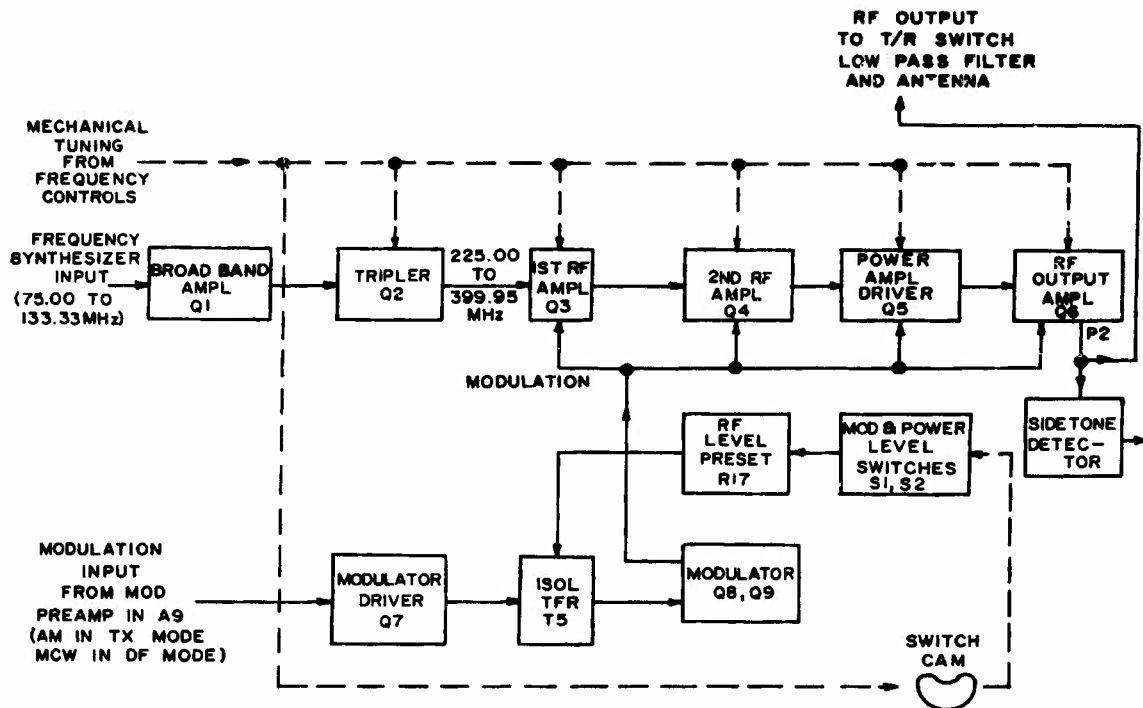 RF OUTPUT
TO T/R SWITCH
LOW PASS FILTER
AND ANTENNA
MECHANICAL
TUNING
FROM
FREQUENCY
CONTROLS
FREQUENCY
SYNTHESIZER
INPUT
(75.00 TO
133.33MHz)
BROAD BAND
AMPL
Q1
TRIPLER
Q2
225.00
TO
399.95
MHz
IST RF
AMPL
Q3
2ND RF
AMPL
Q4
POWER
AMPL
DRIVER
Q5
RF
OUTPUT
AMPL
Q6
P2
MODULATION
RF
LEVEL
PRESET
R17
MOD & POWER
LEVEL
SWITCHES
S1, S2
SIDETONE
DETEC-
TOR
MODULATION
INPUT
FROM MOD
PREAMP IN A9
(AM IN TX MODE
MCW IN DF MODE)
MODULATOR
DRIVER
Q7
ISOL
TFR
T5
MODULATOR
Q8, Q9
SWITCH
CAM